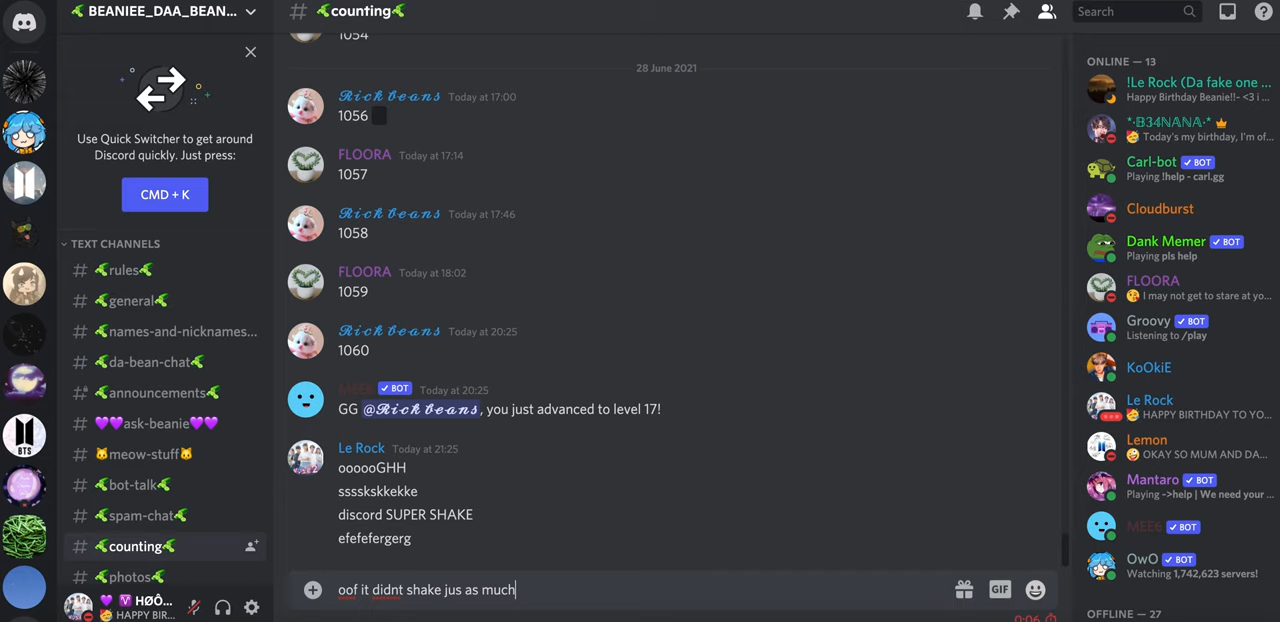 BEANIEE_DAA_BEAN...
Use Quick Switcher to get around
Discord quickly. Just press:
CMD + K
TEXT CHANNELS
# rules
# general
# names-and-nicknames...
# da-bean-chat
# announcements
# 💜💜ask-beanie💜💜
# 🐱meow-stuff🐱
# bot-talk
# spam-chat
# counting
# photos
HØÔ...
HAPPY BIR...
BTS
# counting
1054
28 June 2021
𝓡𝓲𝓬𝓴 𝓫𝓮𝓪𝓷𝓼 Today at 17:00
1056
FLOORA Today at 17:14
1057
𝓡𝓲𝓬𝓴 𝓫𝓮𝓪𝓷𝓼 Today at 17:46
1058
FLOORA Today at 18:02
1059
𝓡𝓲𝓬𝓴 𝓫𝓮𝓪𝓷𝓼 Today at 20:25
1060
MEE6 ✓ BOT Today at 20:25
GG @𝓡𝓲𝓬𝓴 𝓫𝓮𝓪𝓷𝓼, you just advanced to level 17!
Le Rock Today at 21:25
oooooGHH
sssskskkekke
discord SUPER SHAKE
efefefergerg
oof it didnt shake jus as much
GIF
0:06
Search
ONLINE — 13
!Le Rock (Da fake one ...
Happy Birthday Beanie!!- <3 i ...
*·𝔹𝟛𝟜ℕ𝔸ℕ𝔸·*
🥳 Today's my birthday, I'm of...
Carl-bot ✓ BOT
Playing !help - carl.gg
Cloudburst
Dank Memer ✓ BOT
Playing pls help
FLOORA
😘 I may not get to stare at yo...
Groovy ✓ BOT
Listening to /play
KoOkiE
Le Rock
🥳 HAPPY BIRTHDAY TO YO...
Lemon
🤪 OKAY SO MUM AND DA...
Mantaro ✓ BOT
Playing ->help | We need your ...
MEE6 ✓ BOT
OwO ✓ BOT
Watching 1,742,623 servers!
OFFLINE — 27